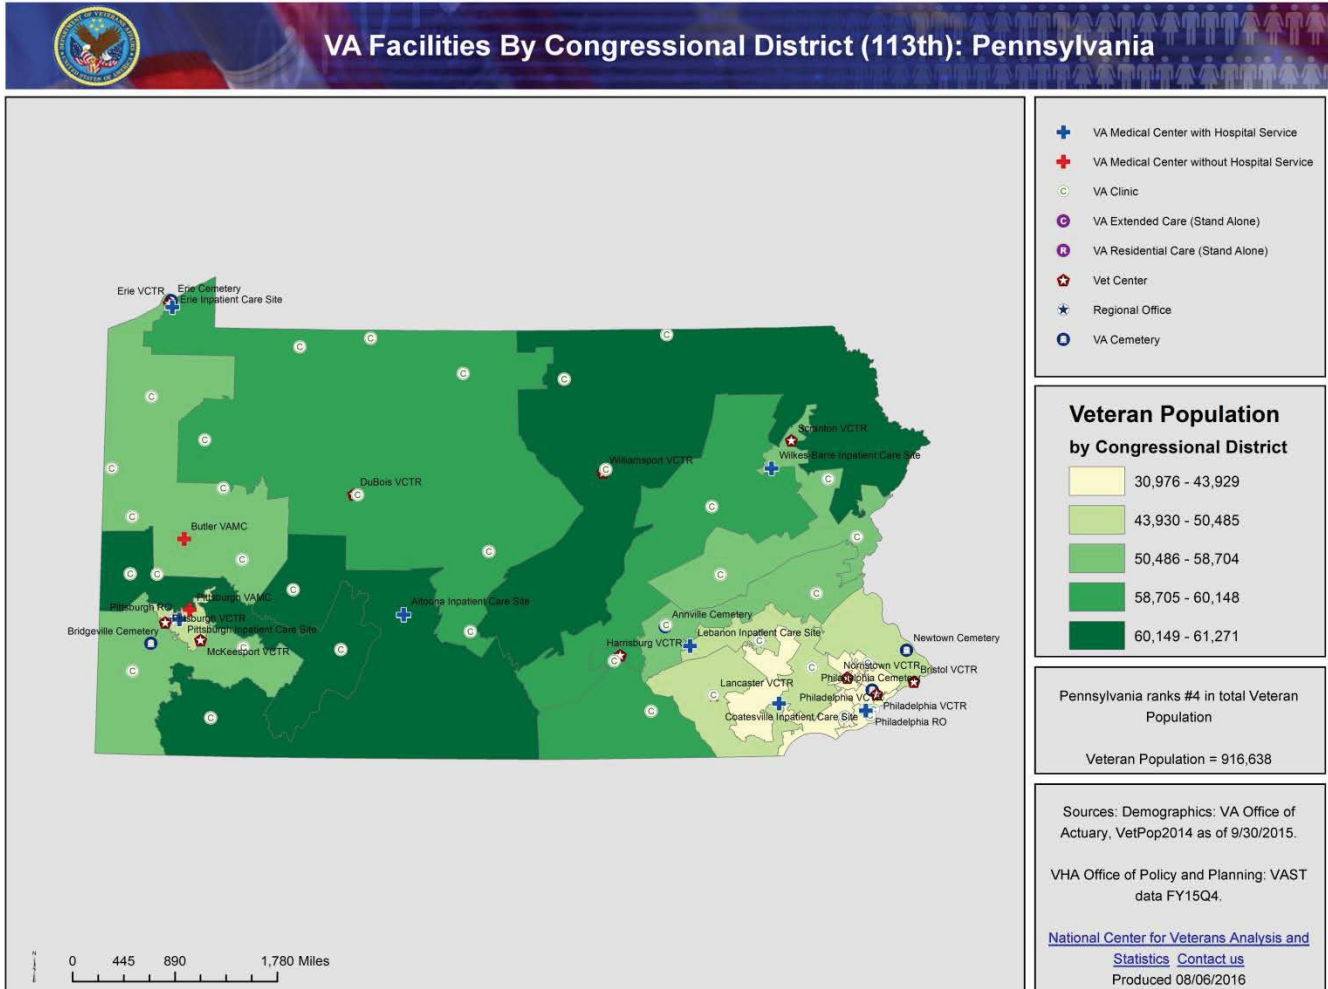 VA Facilities By Congressional District (113th): Pennsylvania
VA Medical Center with Hospital Service
VA Medical Center without Hospital Service
C VA Clinic
C VA Extended Care (Stand Alone)
R VA Residential Care (Stand Alone)
Vet Center
Regional Office
VA Cemetery
Veteran Population
by Congressional District
30,976 - 43,929
43,930 - 50,485
50,486 - 58,704
58,705 - 60,148
60,149 - 61,271
Pennsylvania ranks #4 in total Veteran
Population
Veteran Population = 916,638
Sources: Demographics: VA Office of
Actuary, VetPop2014 as of 9/30/2015.
VHA Office of Policy and Planning: VAST
data FY15Q4.
National Center for Veterans Analysis and
Statistics Contact us
Produced 08/06/2016
Erie VCTR
Erie Cemetery
Erie Inpatient Care Site
Scranton VCTR
Wilkes-Barre Inpatient Care Site
Williamsport VCTR
DuBois VCTR
Butler VAMC
Pittsburgh VAMC
Pittsburgh RO
Pittsburgh VCTR
Pittsburgh Inpatient Care Site
Bridgeville Cemetery
McKeesport VCTR
Altoona Inpatient Care Site
Annville Cemetery
Lebanon Inpatient Care Site
Harrisburg VCTR
Newtown Cemetery
Norristown VCTR
Bristol VCTR
Lancaster VCTR
Philadelphia Cemetery
Philadelphia VCTR
Philadelphia VCTR
Coatesville Inpatient Care Site
Philadelphia RO
N
0 445 890 1,780 Miles